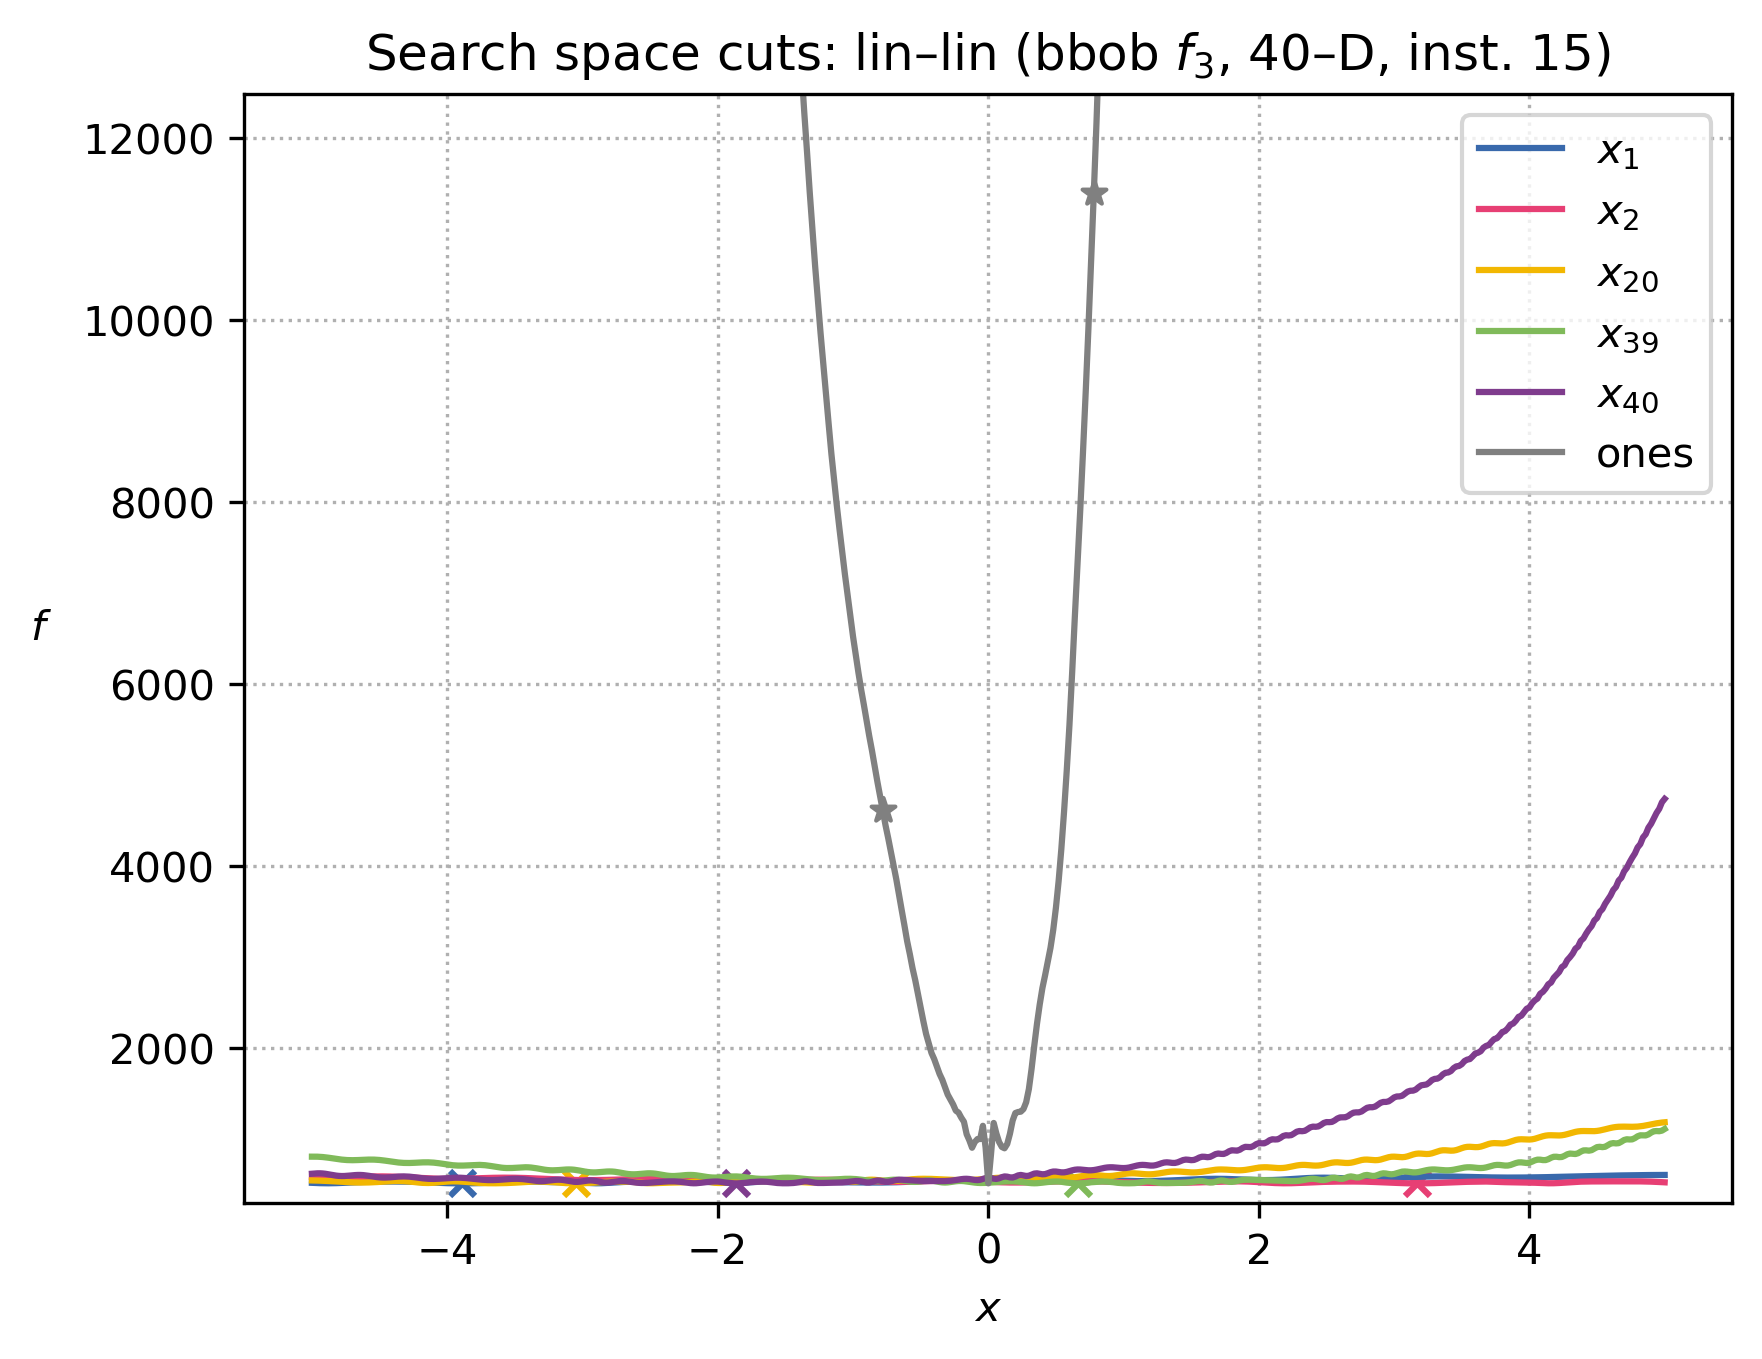 Search space cuts: lin–lin (bbob f₃, 40–D, inst. 15)
12000
10000
8000
6000
4000
2000
f
−4
−2
0
2
4
x
x₁
x₂
x₂₀
x₃₉
x₄₀
ones